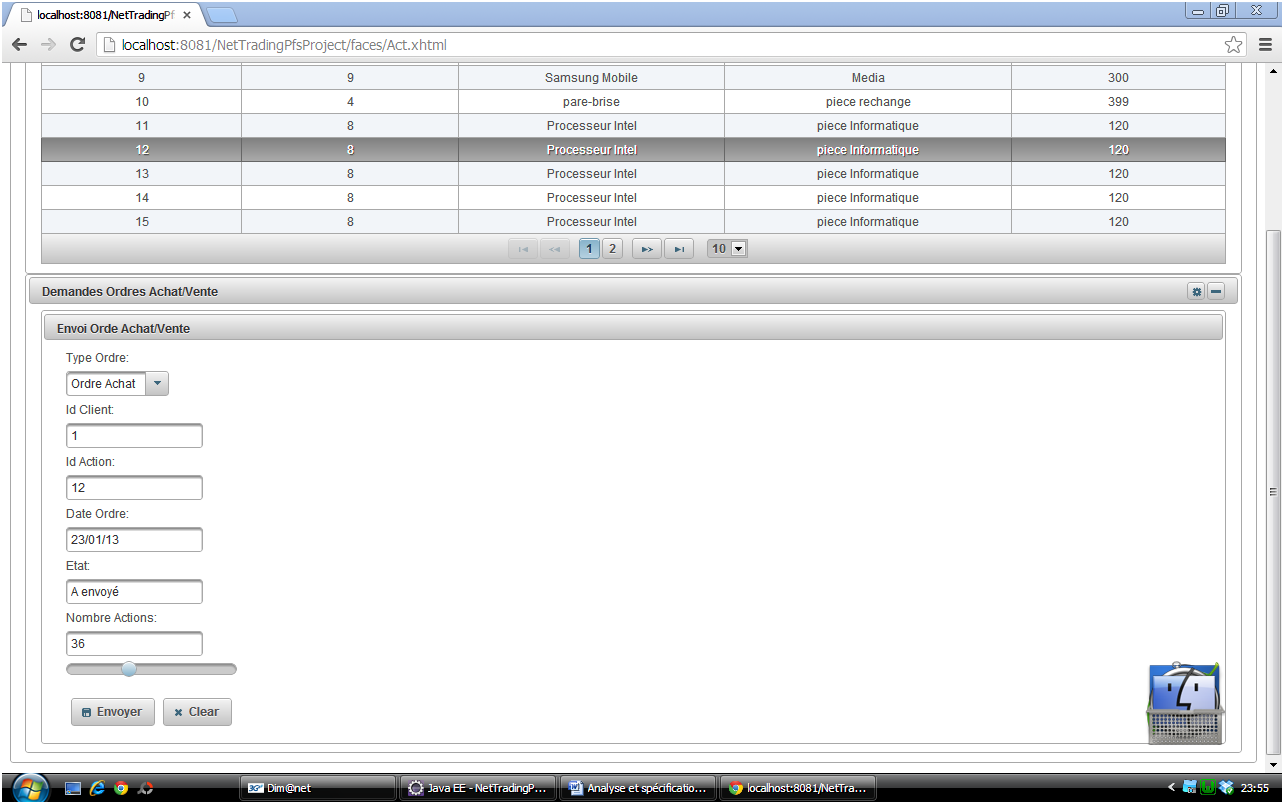 localhost:8081/NetTradingPf
localhost:8081/NetTradingPfsProject/faces/Act.xhtml
9 9 Samsung Mobile Media 300
10 4 pare-brise piece rechange 399
11 8 Processeur Intel piece Informatique 120
12 8 Processeur Intel piece Informatique 120
13 8 Processeur Intel piece Informatique 120
14 8 Processeur Intel piece Informatique 120
15 8 Processeur Intel piece Informatique 120
1 2 10
Demandes Ordres Achat/Vente
Envoi Orde Achat/Vente
Type Ordre:
Ordre Achat
Id Client:
1
Id Action:
12
Date Ordre:
23/01/13
Etat:
A envoyé
Nombre Actions:
36
Envoyer Clear
3G Dim@net Java EE - NetTradingP... Analyse et spécificatio... localhost:8081/NetTra... 23:55